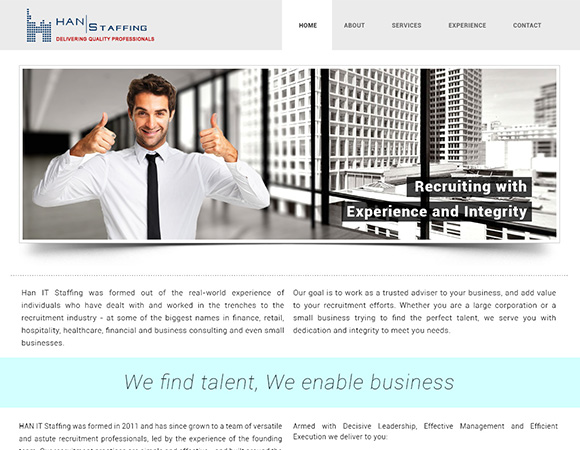 HAN STAFFING
DELIVERING QUALITY PROFESSIONALS
HOME ABOUT SERVICES EXPERIENCE CONTACT
Recruiting with
Experience and Integrity
Han IT Staffing was formed out of the real-world experience of
individuals who have dealt with and worked in the trenches to the
recruitment industry - at some of the biggest names in finance, retail,
hospitality, healthcare, financial and business consulting and even small
businesses.
Our goal is to work as a trusted adviser to your business, and add value
to your recruitment efforts. Whether you are a large corporation or a
small business trying to find the perfect talent, we serve you with
dedication and integrity to meet you needs.
We find talent, We enable business
HAN IT Staffing was formed in 2011 and has since grown to a team of versatile
and astute recruitment professionals, led by the experience of the founding
Armed with Decisive Leadership, Effective Management and Efficient
Execution we deliver to you: